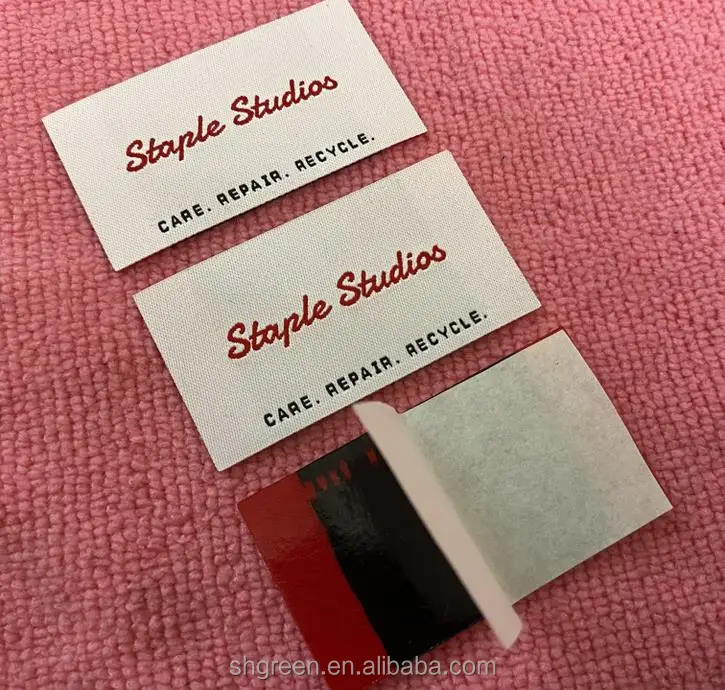 Staple Studios
CARE. REPAIR. RECYCLE.
Staple Studios
CARE. REPAIR. RECYCLE.
shgreen.en.alibaba.com